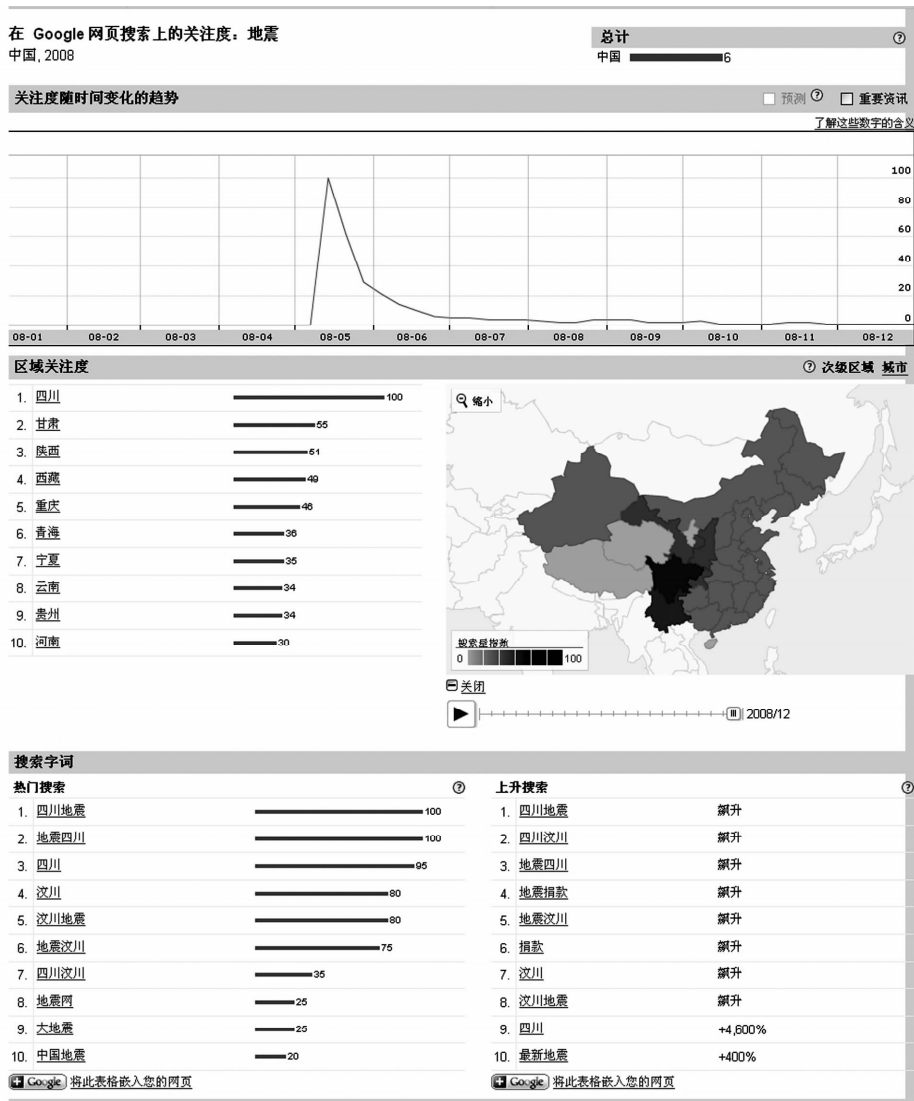 在 Google 网页搜索上的关注度：地震
中国, 2008
总计
中国 6
关注度随时间变化的趋势
预测 重要资讯
了解这些数字的含义
100
80
60
40
20
0
08-01 08-02 08-03 08-04 08-05 08-06 08-07 08-08 08-09 08-10 08-11 08-12
区域关注度
次级区域 城市
1. 四川 100
2. 甘肃 55
3. 陕西 51
4. 西藏 49
5. 重庆 46
6. 青海 36
7. 宁夏 35
8. 云南 34
9. 贵州 34
10. 河南 30
缩小
搜索量指数
0 100
关闭
2008/12
搜索字词
热门搜索
1. 四川地震 100
2. 地震四川 100
3. 四川 95
4. 汶川 80
5. 汶川地震 80
6. 地震汶川 75
7. 四川汶川 35
8. 地震网 25
9. 大地震 25
10. 中国地震 20
Google 将此表格嵌入您的网页
上升搜索
1. 四川地震 飙升
2. 四川汶川 飙升
3. 地震四川 飙升
4. 地震捐款 飙升
5. 地震汶川 飙升
6. 捐款 飙升
7. 汶川 飙升
8. 汶川地震 飙升
9. 四川 +4,600%
10. 最新地震 +400%
Google 将此表格嵌入您的网页